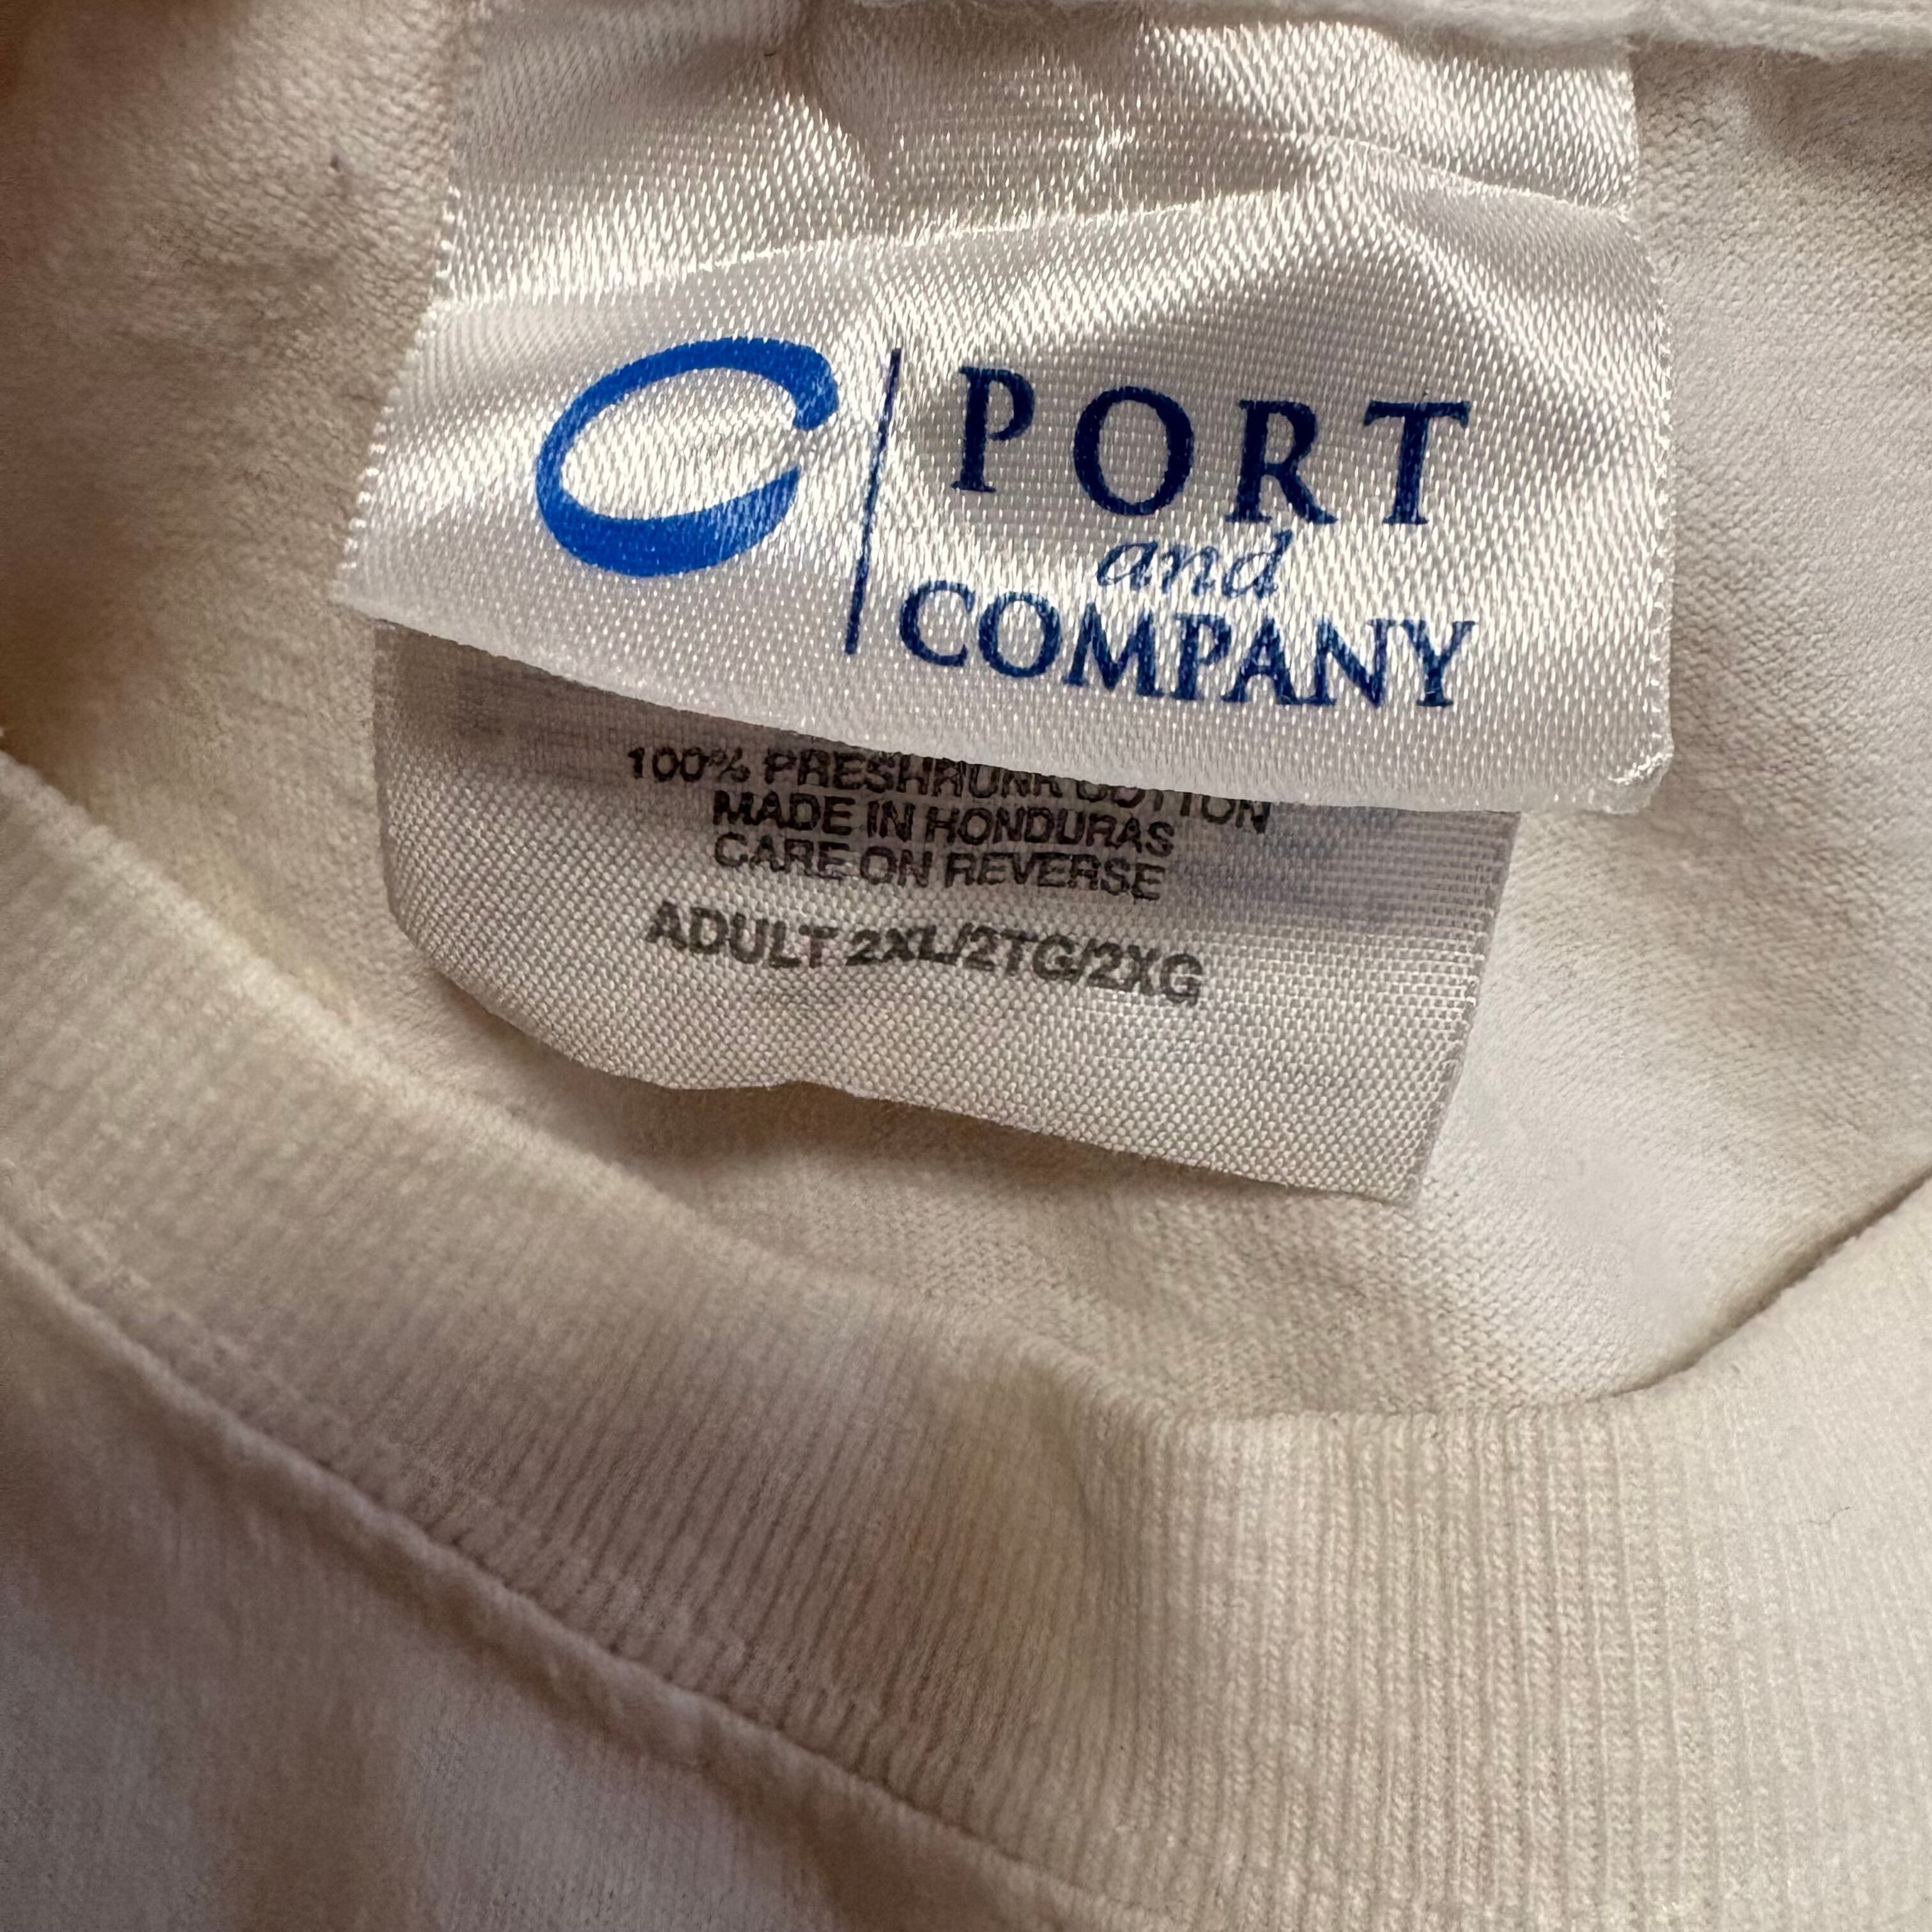 PORT
and
COMPANY
100% PRESHRUNK COTTON
MADE IN HONDURAS
CARE ON REVERSE
ADULT 2XL/2TG/2XG